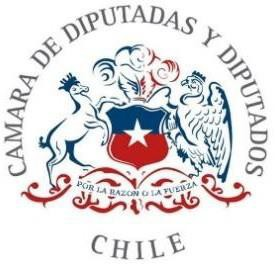 CAMARA DE DIPUTADAS Y DIPUTADOS
POR LA RAZON O LA FUERZA
CHILE